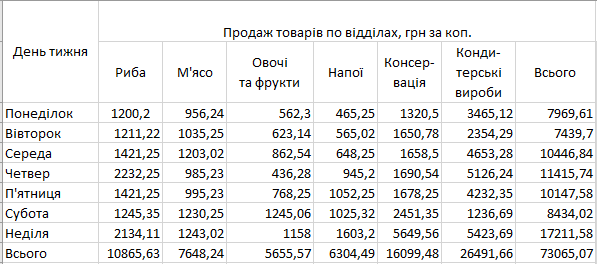 Продаж товарів по відділах, грн за коп.
День тижня Риба М'ясо Овочі та фрукти Напої Консер- вація Конди- терські вироби Всього
Понеділок 1200,2 956,24 562,3 465,25 1320,5 3465,12 7969,61
Вівторок 1211,22 1035,25 623,14 565,02 1650,78 2354,29 7439,7
Середа 1421,25 1203,02 862,54 648,25 1658,5 4653,28 10446,84
Четвер 2232,25 985,23 436,28 945,2 1690,54 5126,24 11415,74
П'ятниця 1421,25 995,23 768,25 1052,25 1678,25 4232,35 10147,58
Субота 1245,35 1230,25 1245,06 1025,32 2451,35 1236,69 8434,02
Неділя 2134,11 1243,02 1158 1603,2 5649,56 5423,69 17211,58
Всього 10865,63 7648,24 5655,57 6304,49 16099,48 26491,66 73065,07